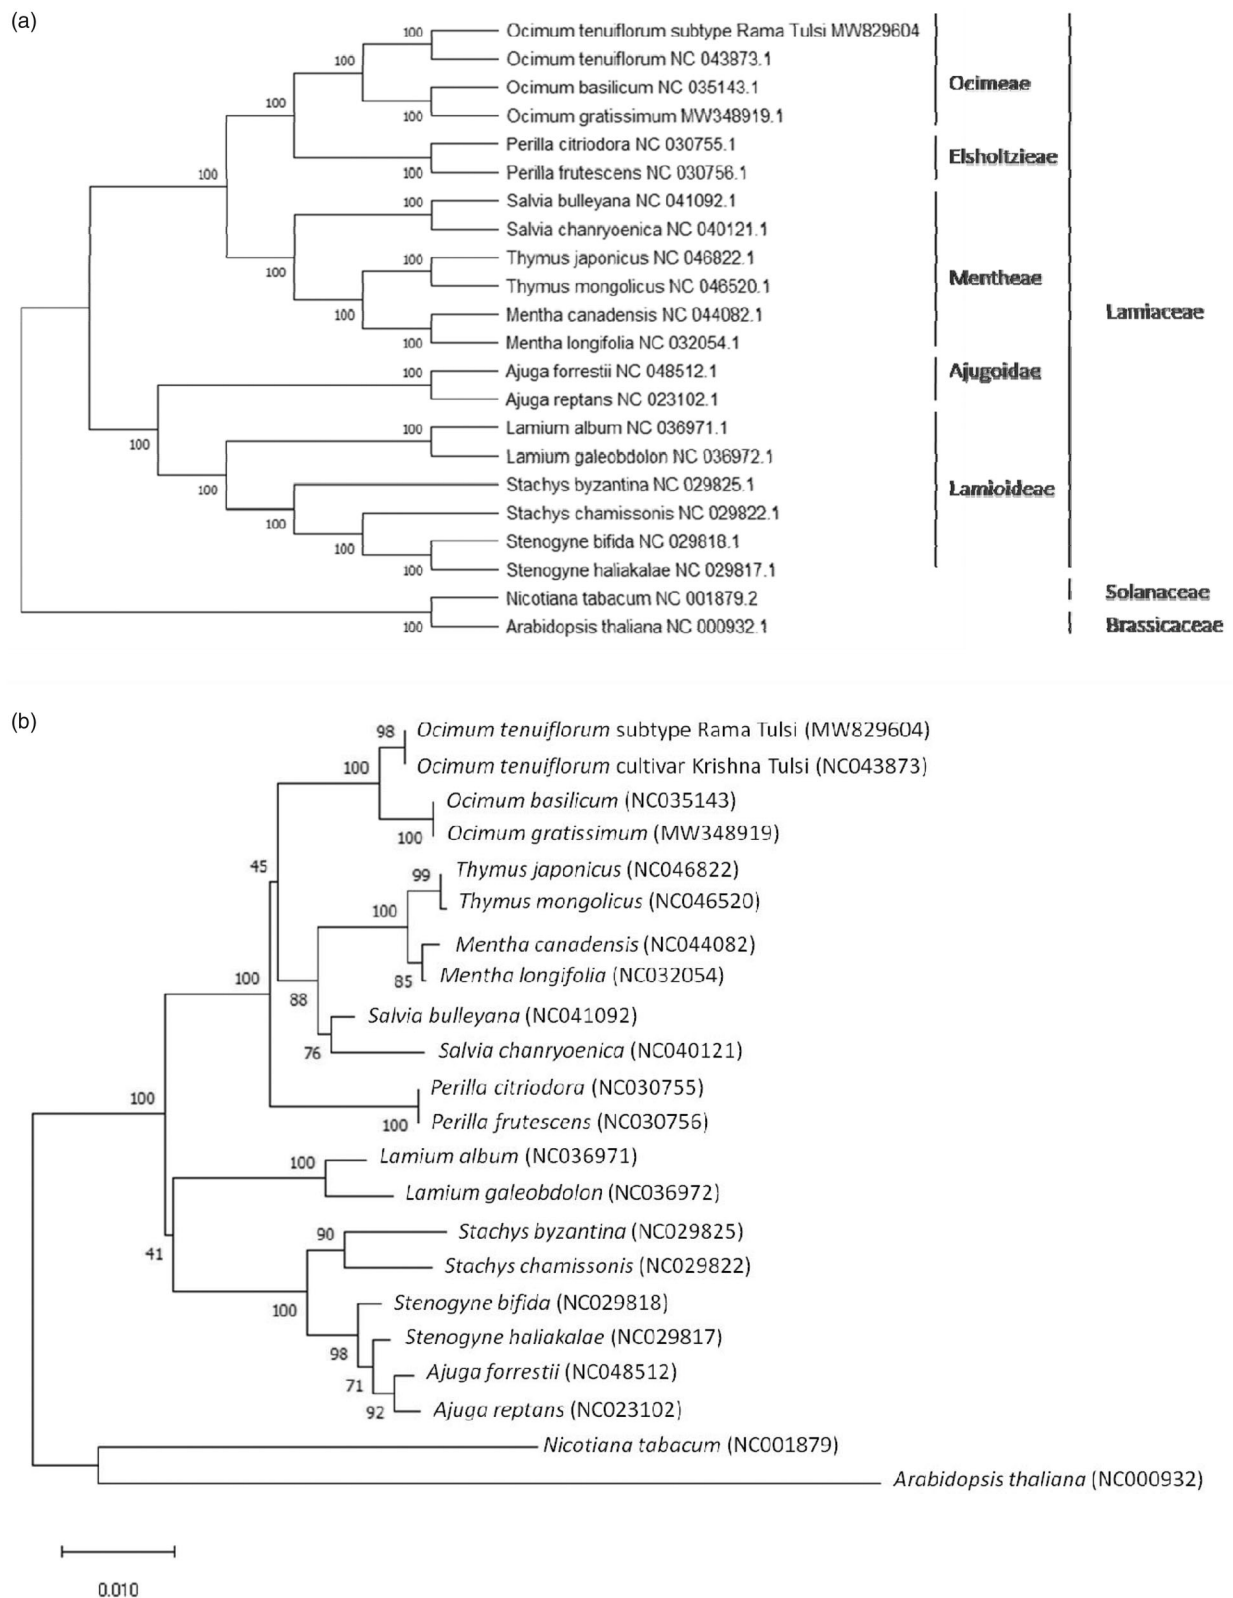 (a)
100 Ocimum tenuiflorum subtype Rama Tulsi MW829604
100 Ocimum tenuiflorum NC 043873.1
Ocimum basilicum NC 035143.1 Ocimeae
100
100 Ocimum gratissimum MW348919.1
Perilla citriodora NC 030755.1
Elsholtzieae
100 100 Perilla frutescens NC 030756.1
100 Salvia bulleyana NC 041092.1
Salvia chanryoenica NC 040121.1
100 Thymus japonicus NC 046822.1
100 Mentheae
Thymus mongolicus NC 046520.1
100 Mentha canadensis NC 044082.1 Lamiaceae
100 Mentha longifolia NC 032054.1
100 Ajuga forrestii NC 048512.1 Ajugoidae
Ajuga reptans NC 023102.1
100 Lamium album NC 036971.1
100
Lamium galeobdolon NC 036972.1
100 Stachys byzantina NC 029825.1 Lamioideae
Stachys chamissonis NC 029822.1
100
100 Stenogyne bifida NC 029818.1
100 Stenogyne haliakalae NC 029817.1
Nicotiana tabacum NC 001879.2 Solanaceae
100 Arabidopsis thaliana NC 000932.1 Brassicaceae
(b)
98 Ocimum tenuiflorum subtype Rama Tulsi (MW829604)
100 Ocimum tenuiflorum cultivar Krishna Tulsi (NC043873)
Ocimum basilicum (NC035143)
100 Ocimum gratissimum (MW348919)
45
99 Thymus japonicus (NC046822)
Thymus mongolicus (NC046520)
100
Mentha canadensis (NC044082)
100 85 Mentha longifolia (NC032054)
88
Salvia bulleyana (NC041092)
76 Salvia chanryoenica (NC040121)
Perilla citriodora (NC030755)
100
100 Perilla frutescens (NC030756)
100 Lamium album (NC036971)
Lamium galeobdolon (NC036972)
90 Stachys byzantina (NC029825)
41
Stachys chamissonis (NC029822)
100 Stenogyne bifida (NC029818)
Stenogyne haliakalae (NC029817)
98
Ajuga forrestii (NC048512)
71
92 Ajuga reptans (NC023102)
Nicotiana tabacum (NC001879)
Arabidopsis thaliana (NC000932)
0.010